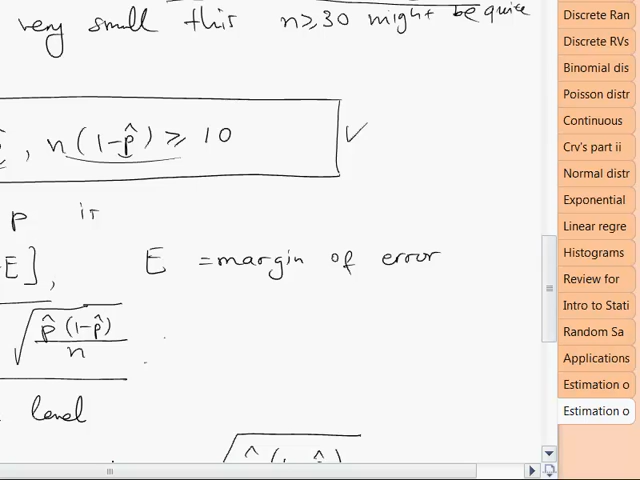 very small this n ≥ 30 might be quite
p̂, n(1-p̂) ≥ 10 ✓
p is
E], E = margin of error
√(p̂(1-p̂)/n)
level
Discrete Ran
Discrete RVs
Binomial dis
Poisson distr
Continuous
Crv's part ii
Normal distr
Exponential
Linear regre
Histograms
Review for
Intro to Stati
Random Sa
Applications
Estimation o
Estimation o